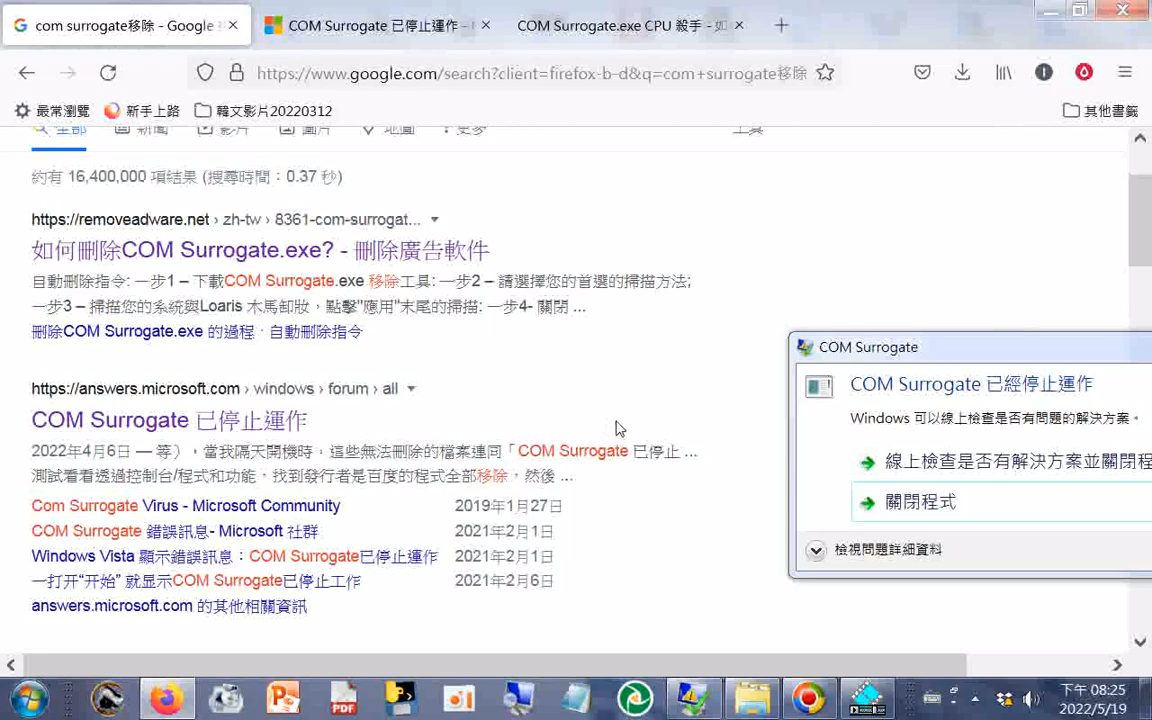 com surrogate移除 - Google
COM Surrogate 已停止運作 -
COM Surrogate.exe CPU 殺手 - 如
https://www.google.com/search?client=firefox-b-d&q=com+surrogate移除
最常瀏覽
新手上路
韓文影片20220312
其他書籤
全部
新聞
影片
圖片
地圖
更多
工具
約有 16,400,000 項結果 (搜尋時間：0.37 秒)
https://removeadware.net › zh-tw › 8361-com-surrogat...
如何刪除COM Surrogate.exe? - 刪除廣告軟件
自動刪除指令: 一步1 – 下載COM Surrogate.exe 移除工具: 一步2 – 請選擇您的首選的掃描方法;
一步3 – 掃描您的系統與Loaris 木馬卸妝，點擊"應用"末尾的掃描: 一步4- 關閉 ...
刪除COM Surrogate.exe 的過程 · 自動刪除指令
https://answers.microsoft.com › windows › forum › all
COM Surrogate 已停止運作
2022年4月6日 — 等），當我隔天開機時，這些無法刪除的檔案連同「COM Surrogate 已停止 ...
測試看看透過控制台/程式和功能，找到發行者是百度的程式全部移除，然後 ...
Com Surrogate Virus - Microsoft Community 2019年1月27日
COM Surrogate 錯誤訊息- Microsoft 社群 2021年2月1日
Windows Vista 顯示錯誤訊息：COM Surrogate已停止運作 2021年2月1日
一打开“开始” 就显示COM Surrogate已停止工作 2021年2月6日
answers.microsoft.com 的其他相關資訊
COM Surrogate
COM Surrogate 已經停止運作
Windows 可以線上檢查是否有問題的解決方案。
線上檢查是否有解決方案並關閉程
關閉程式
檢視問題詳細資料
PDF
下午 08:25
2022/5/19